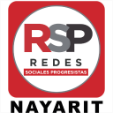 RSP
REDES
SOCIALES PROGRESISTAS
NAYARIT